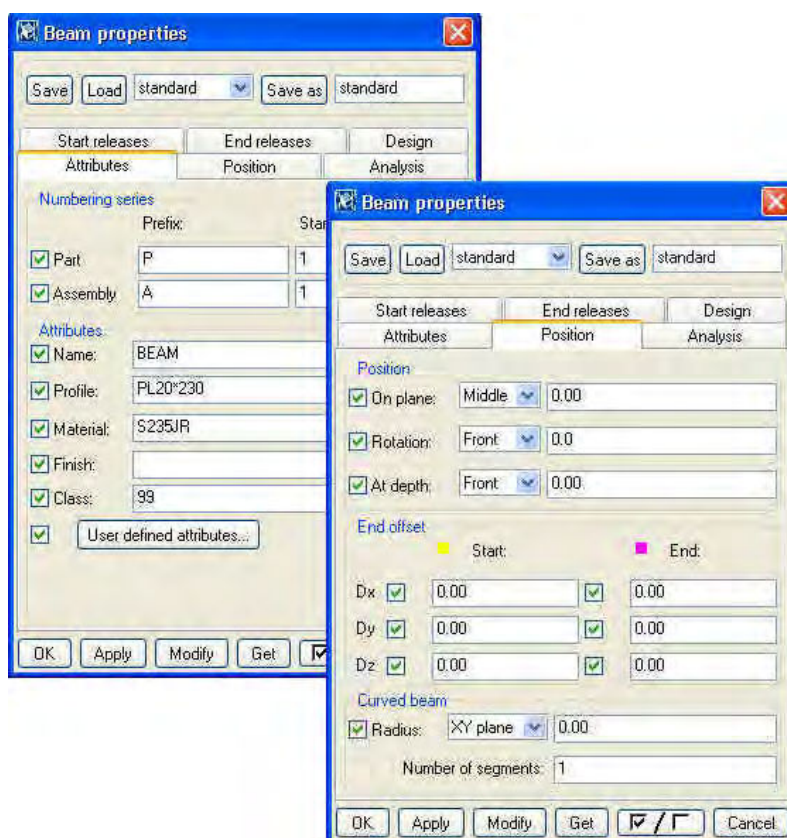 Beam properties
Save Load standard Save as standard
Start releases End releases Design
Attributes Position Analysis
Numbering series
Prefix:
Part P 1
Assembly A 1
Attributes
Name: BEAM
Profile: PL20*230
Material: S235JR
Finish:
Class: 99
User defined attributes...
OK Apply Modify Get
Beam properties
Save Load standard Save as standard
Start releases End releases Design
Attributes Position Analysis
Position
On plane: Middle 0.00
Rotation: Front 0.0
At depth: Front 0.00
End offset
Start: End:
Dx 0.00 0.00
Dy 0.00 0.00
Dz 0.00 0.00
Curved beam
Radius: XY plane 0.00
Number of segments: 1
OK Apply Modify Get / Cancel